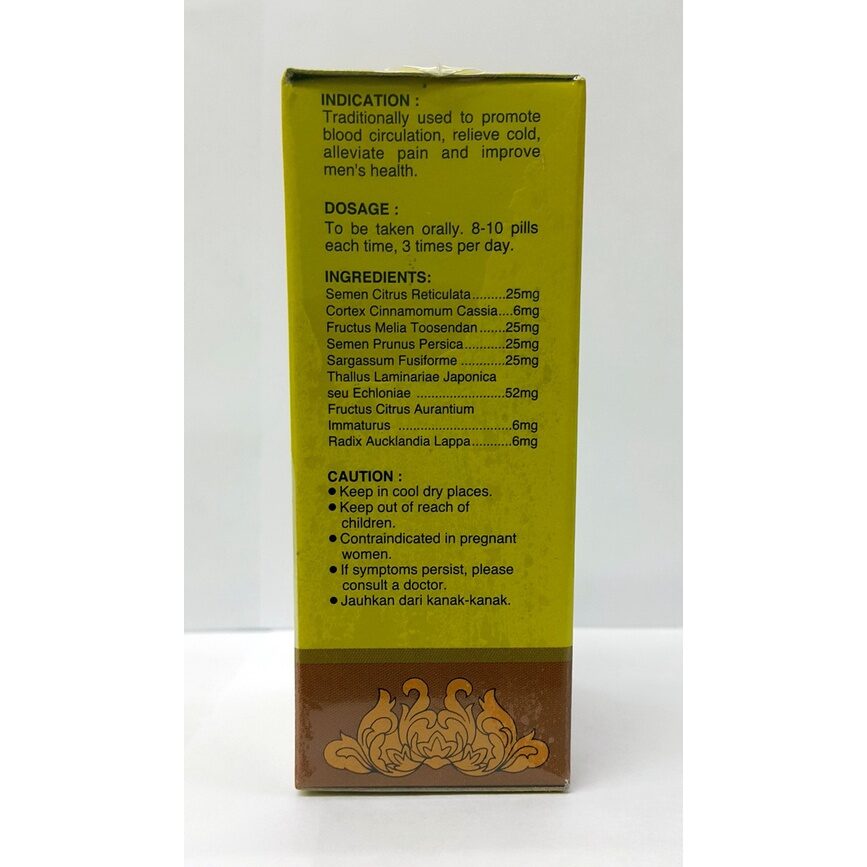 INDICATION :
Traditionally used to promote
blood circulation, relieve cold,
alleviate pain and improve
men's health.
DOSAGE :
To be taken orally. 8-10 pills
each time, 3 times per day.
INGREDIENTS:
Semen Citrus Reticulata.........25mg
Cortex Cinnamomum Cassia....6mg
Fructus Melia Toosendan.......25mg
Semen Prunus Persica...........25mg
Sargassum Fusiforme ............25mg
Thallus Laminariae Japonica
seu Echloniae ........................52mg
Fructus Citrus Aurantium
Immaturus ...............................6mg
Radix Aucklandia Lappa...........6mg
CAUTION :
● Keep in cool dry places.
● Keep out of reach of
children.
● Contraindicated in pregnant
women.
● If symptoms persist, please
consult a doctor.
● Jauhkan dari kanak-kanak.